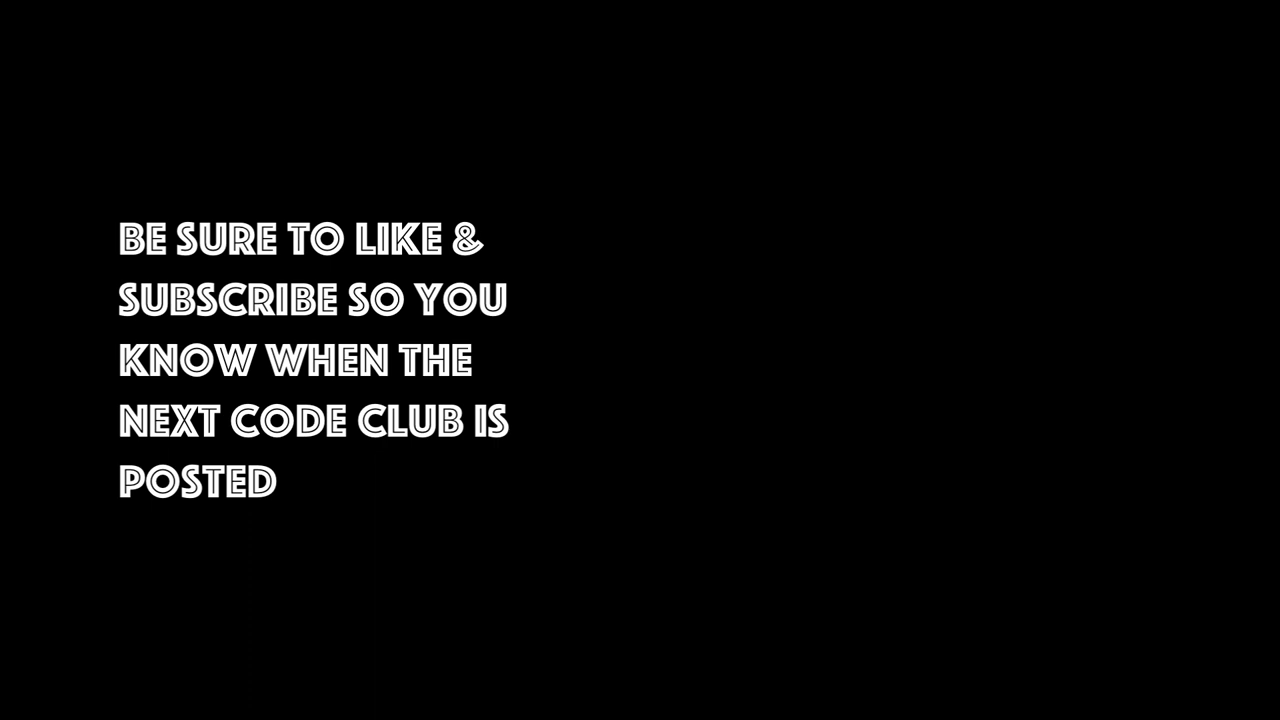 BE SURE TO LIKE &
SUBSCRIBE SO YOU
KNOW WHEN THE
NEXT CODE CLUB IS
POSTED